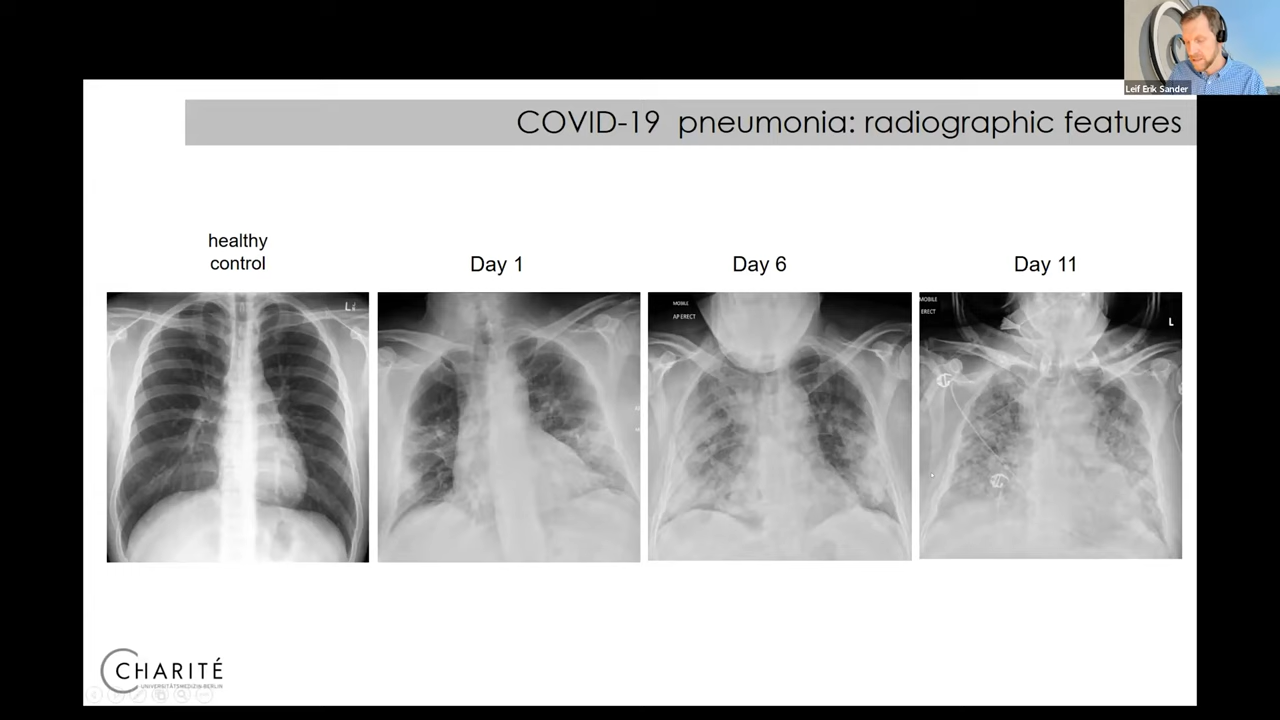 Leif Erik Sander
COVID-19 pneumonia: radiographic features
healthy
control
Day 1
Day 6
Day 11
L
MOBILE
AP ERECT
MOBILE
ERECT
L
CHARITÉ
UNIVERSITÄTSMEDIZIN BERLIN